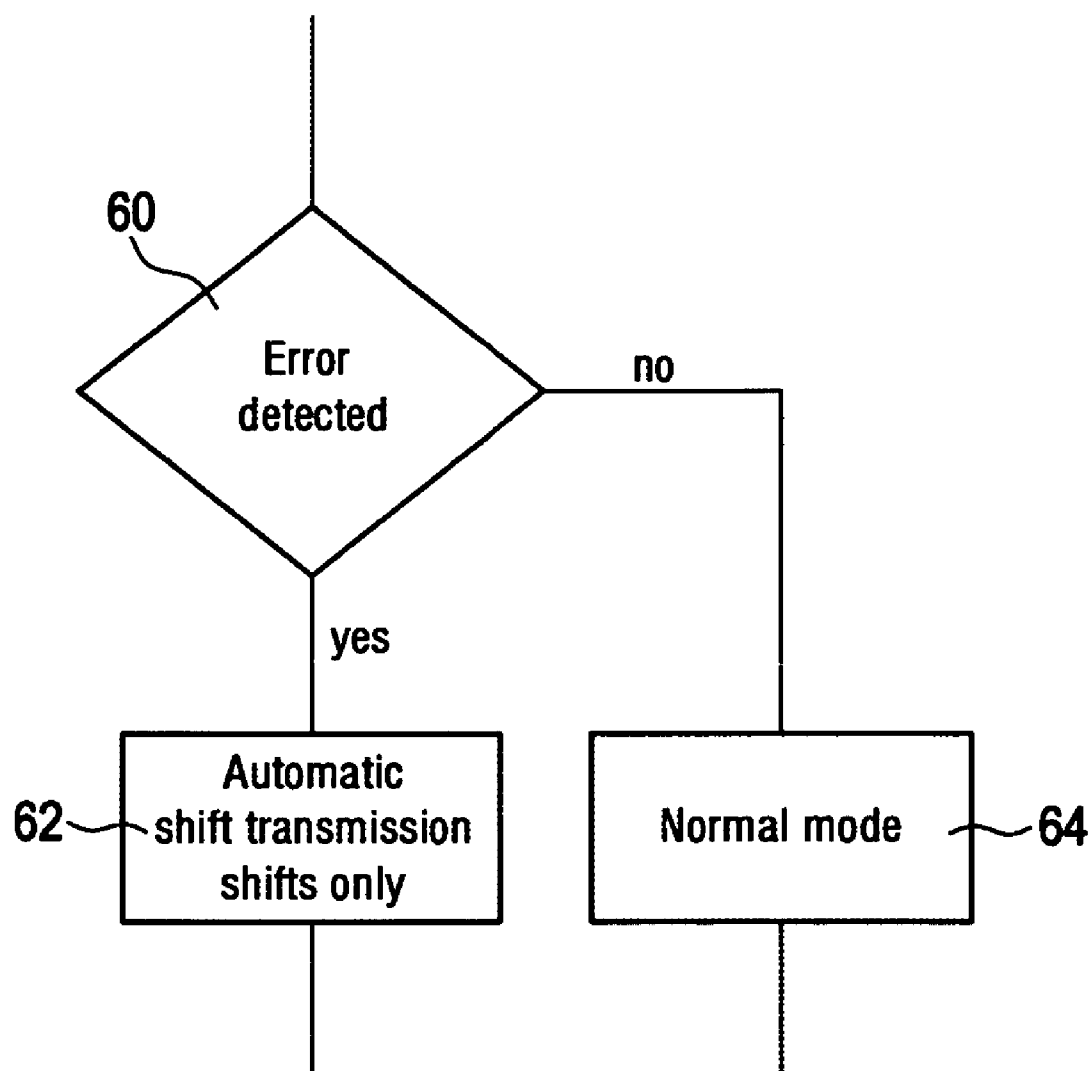 60
Error
detected
no
yes
Automatic
shift transmission
shifts only
62
Normal mode
64